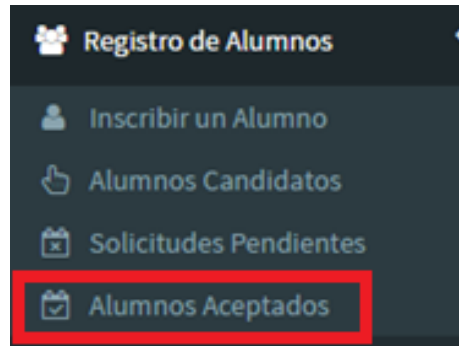 Registro de Alumnos
Inscribir un Alumno
Alumnos Candidatos
Solicitudes Pendientes
Alumnos Aceptados